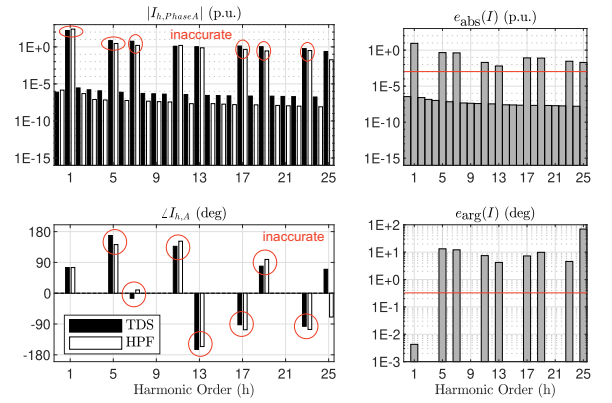 |I_{h,PhaseA}| (p.u.)
inaccurate
1E+0
1E-5
1E-10
1E-15
1 5 9 13 17 21 25
e_abs(I) (p.u.)
1E+0
1E-5
1E-10
1E-15
1 5 9 13 17 21 25
∠I_{h,A} (deg)
inaccurate
180
90
0
-90
-180
TDS
HPF
1 5 9 13 17 21 25
Harmonic Order (h)
e_arg(I) (deg)
1E+2
1E+1
1E+0
1E-1
1E-2
1E-3
1 5 9 13 17 21 25
Harmonic Order (h)